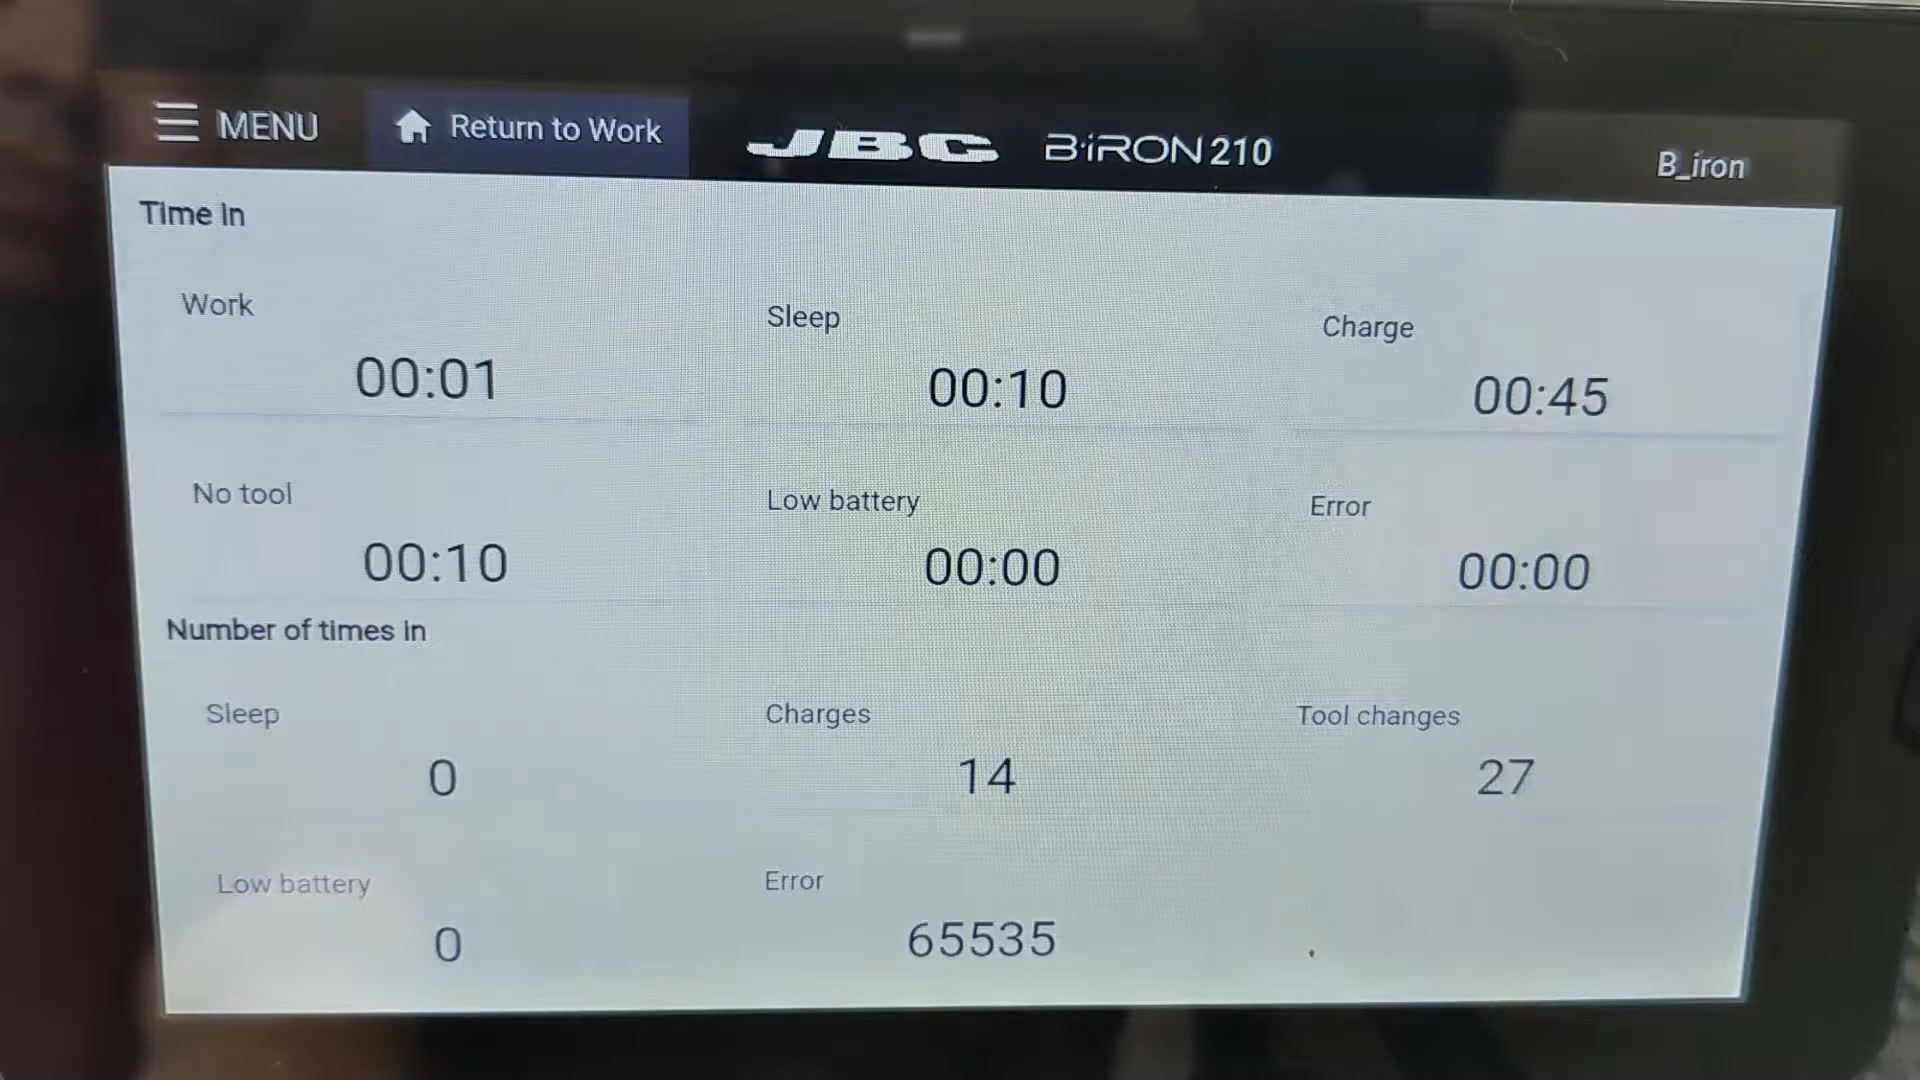 MENU Return to Work JBC B·iRON 210 B_iron
Time in
Work Sleep Charge
00:01 00:10 00:45
No tool Low battery Error
00:10 00:00 00:00
Number of times in
Sleep Charges Tool changes
0 14 27
Low battery Error
0 65535